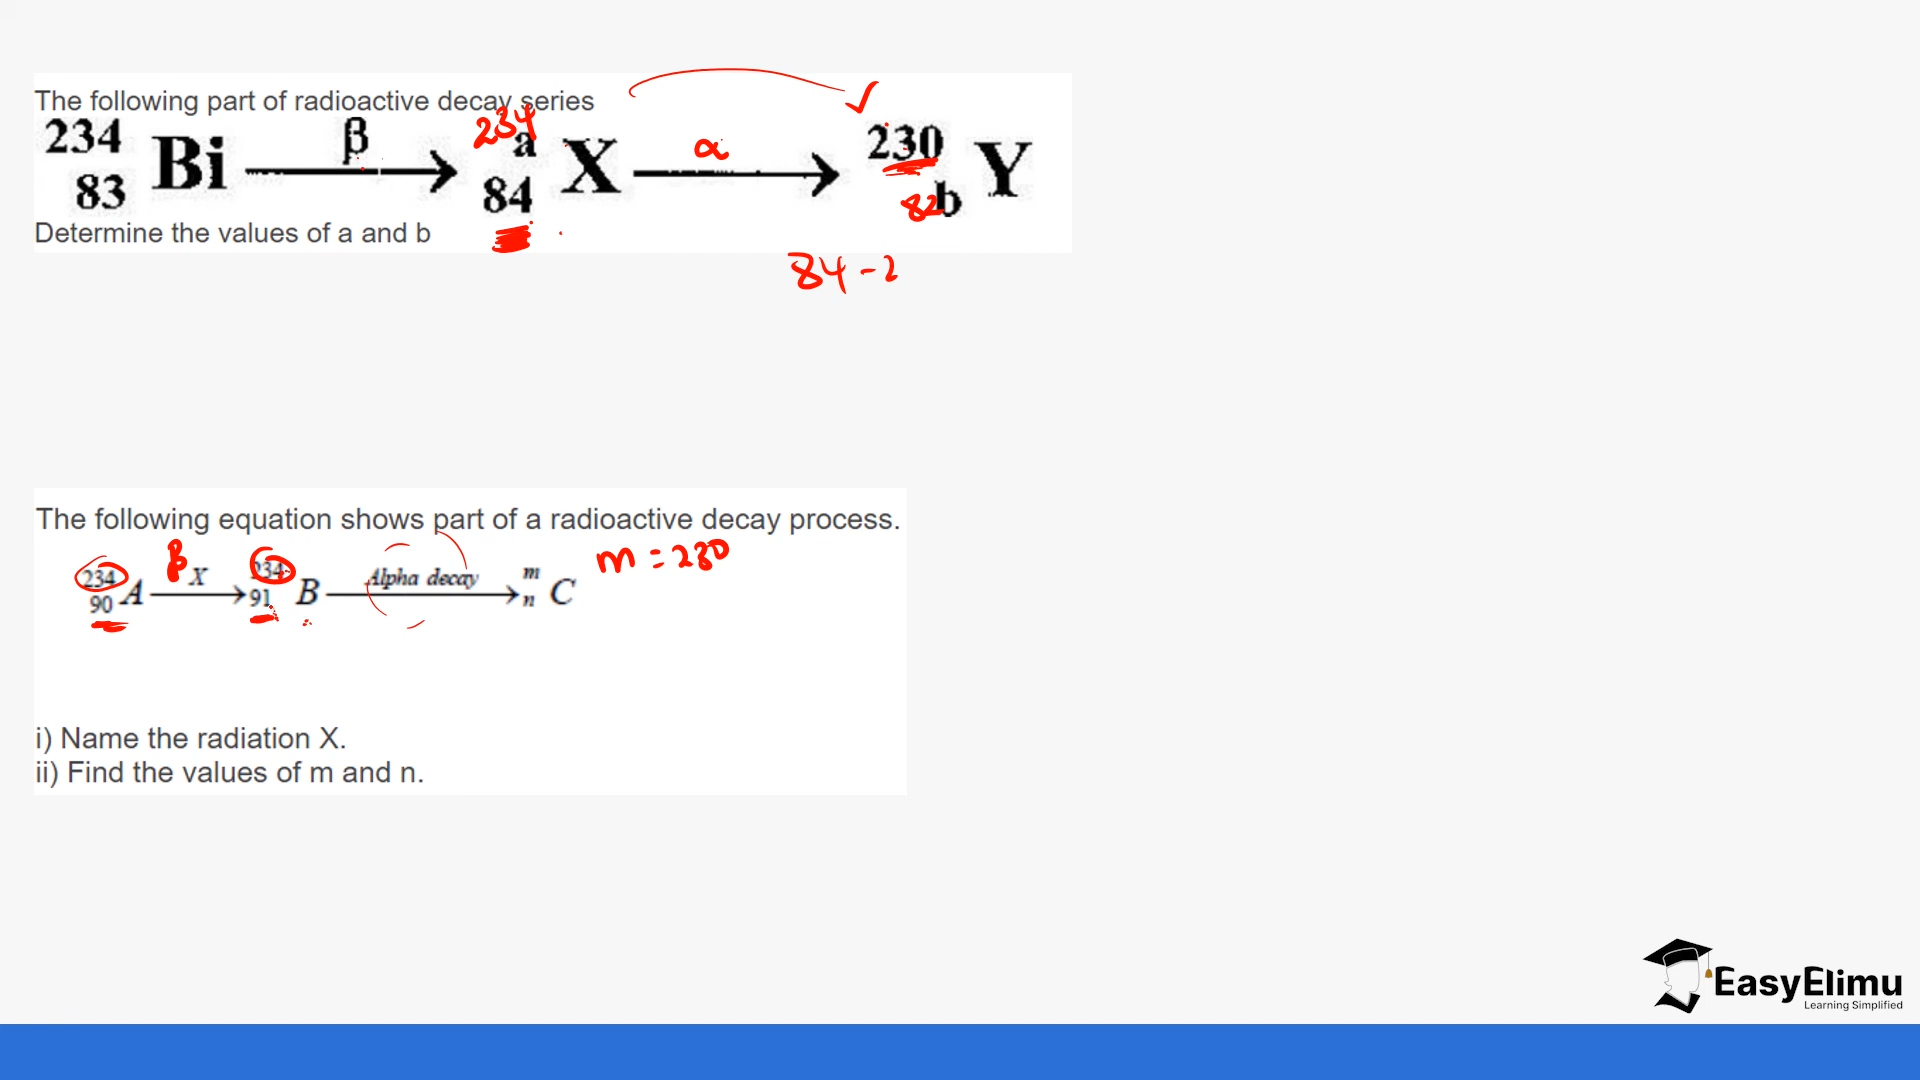 The following part of radioactive decay series
234 83 Bi β 234 a 84 X α 230 82 b Y ✓
Determine the values of a and b
84 - 2
The following equation shows part of a radioactive decay process.
234 90 A β X 234 91 B Alpha decay m n C m = 230
i) Name the radiation X.
ii) Find the values of m and n.
EasyElimu
Learning Simplified